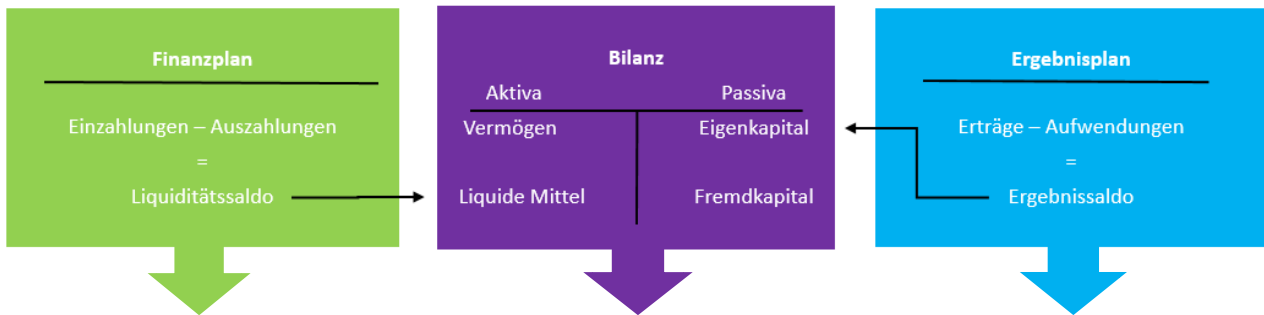 Finanzplan
Einzahlungen – Auszahlungen
=
Liquiditätssaldo
Bilanz
Aktiva Passiva
Vermögen Eigenkapital
Liquide Mittel Fremdkapital
Ergebnisplan
Erträge – Aufwendungen
=
Ergebnissaldo